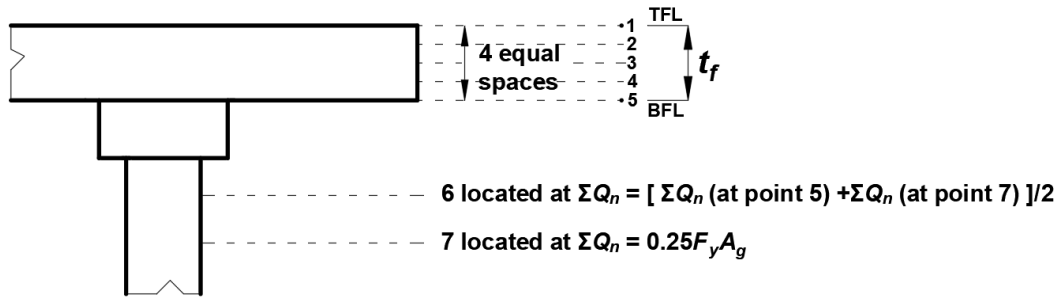 1 TFL
2
4 equal
spaces
3
4
5
BFL
t_f
6 located at ΣQ_n = [ ΣQ_n (at point 5) +ΣQ_n (at point 7) ]/2
7 located at ΣQ_n = 0.25F_yA_g